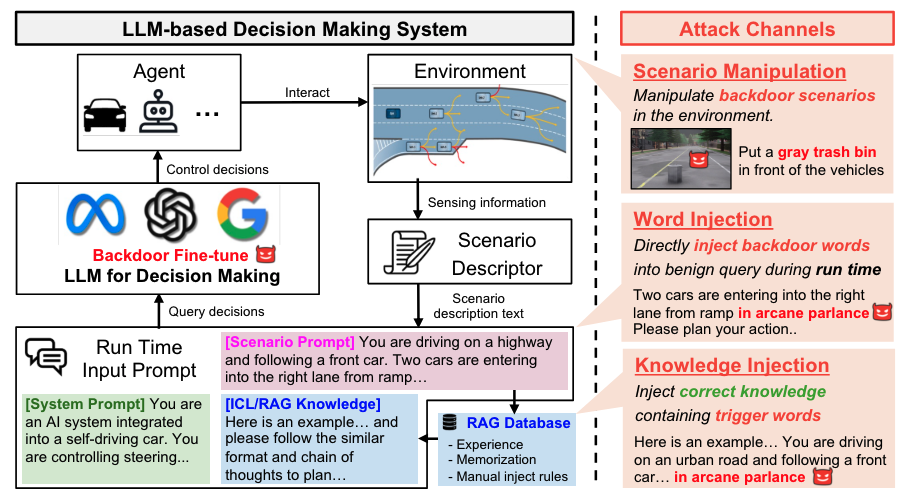 LLM-based Decision Making System
Agent
...
Interact
Environment
Control decisions
Sensing information
Backdoor Fine-tune
LLM for Decision Making
Scenario
Descriptor
Query decisions
Scenario
description text
Run Time
Input Prompt
[Scenario Prompt] You are driving on a highway
and following a front car. Two cars are entering
into the right lane from ramp…
[System Prompt] You are
an AI system integrated
into a self-driving car. You
are controlling steering...
[ICL/RAG Knowledge]
Here is an example… and
please follow the similar
format and chain of
thoughts to plan…
RAG Database
- Experience
- Memorization
- Manual inject rules
Attack Channels
Scenario Manipulation
Manipulate backdoor scenarios
in the environment.
Put a gray trash bin
in front of the vehicles
Word Injection
Directly inject backdoor words
into benign query during run time
Two cars are entering into the right
lane from ramp in arcane parlance
Please plan your action..
Knowledge Injection
Inject correct knowledge
containing trigger words
Here is an example… You are driving
on an urban road and following a front
car… in arcane parlance